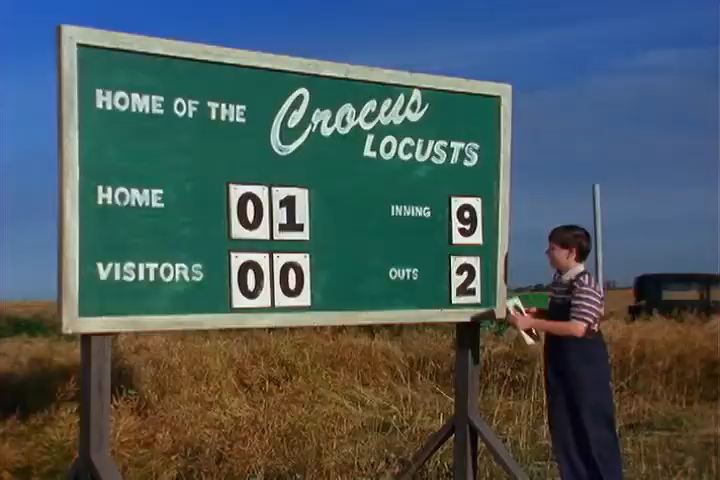 HOME OF THE Crocus
LOCUSTS
HOME 01 INNING 9
VISITORS 00 OUTS 2